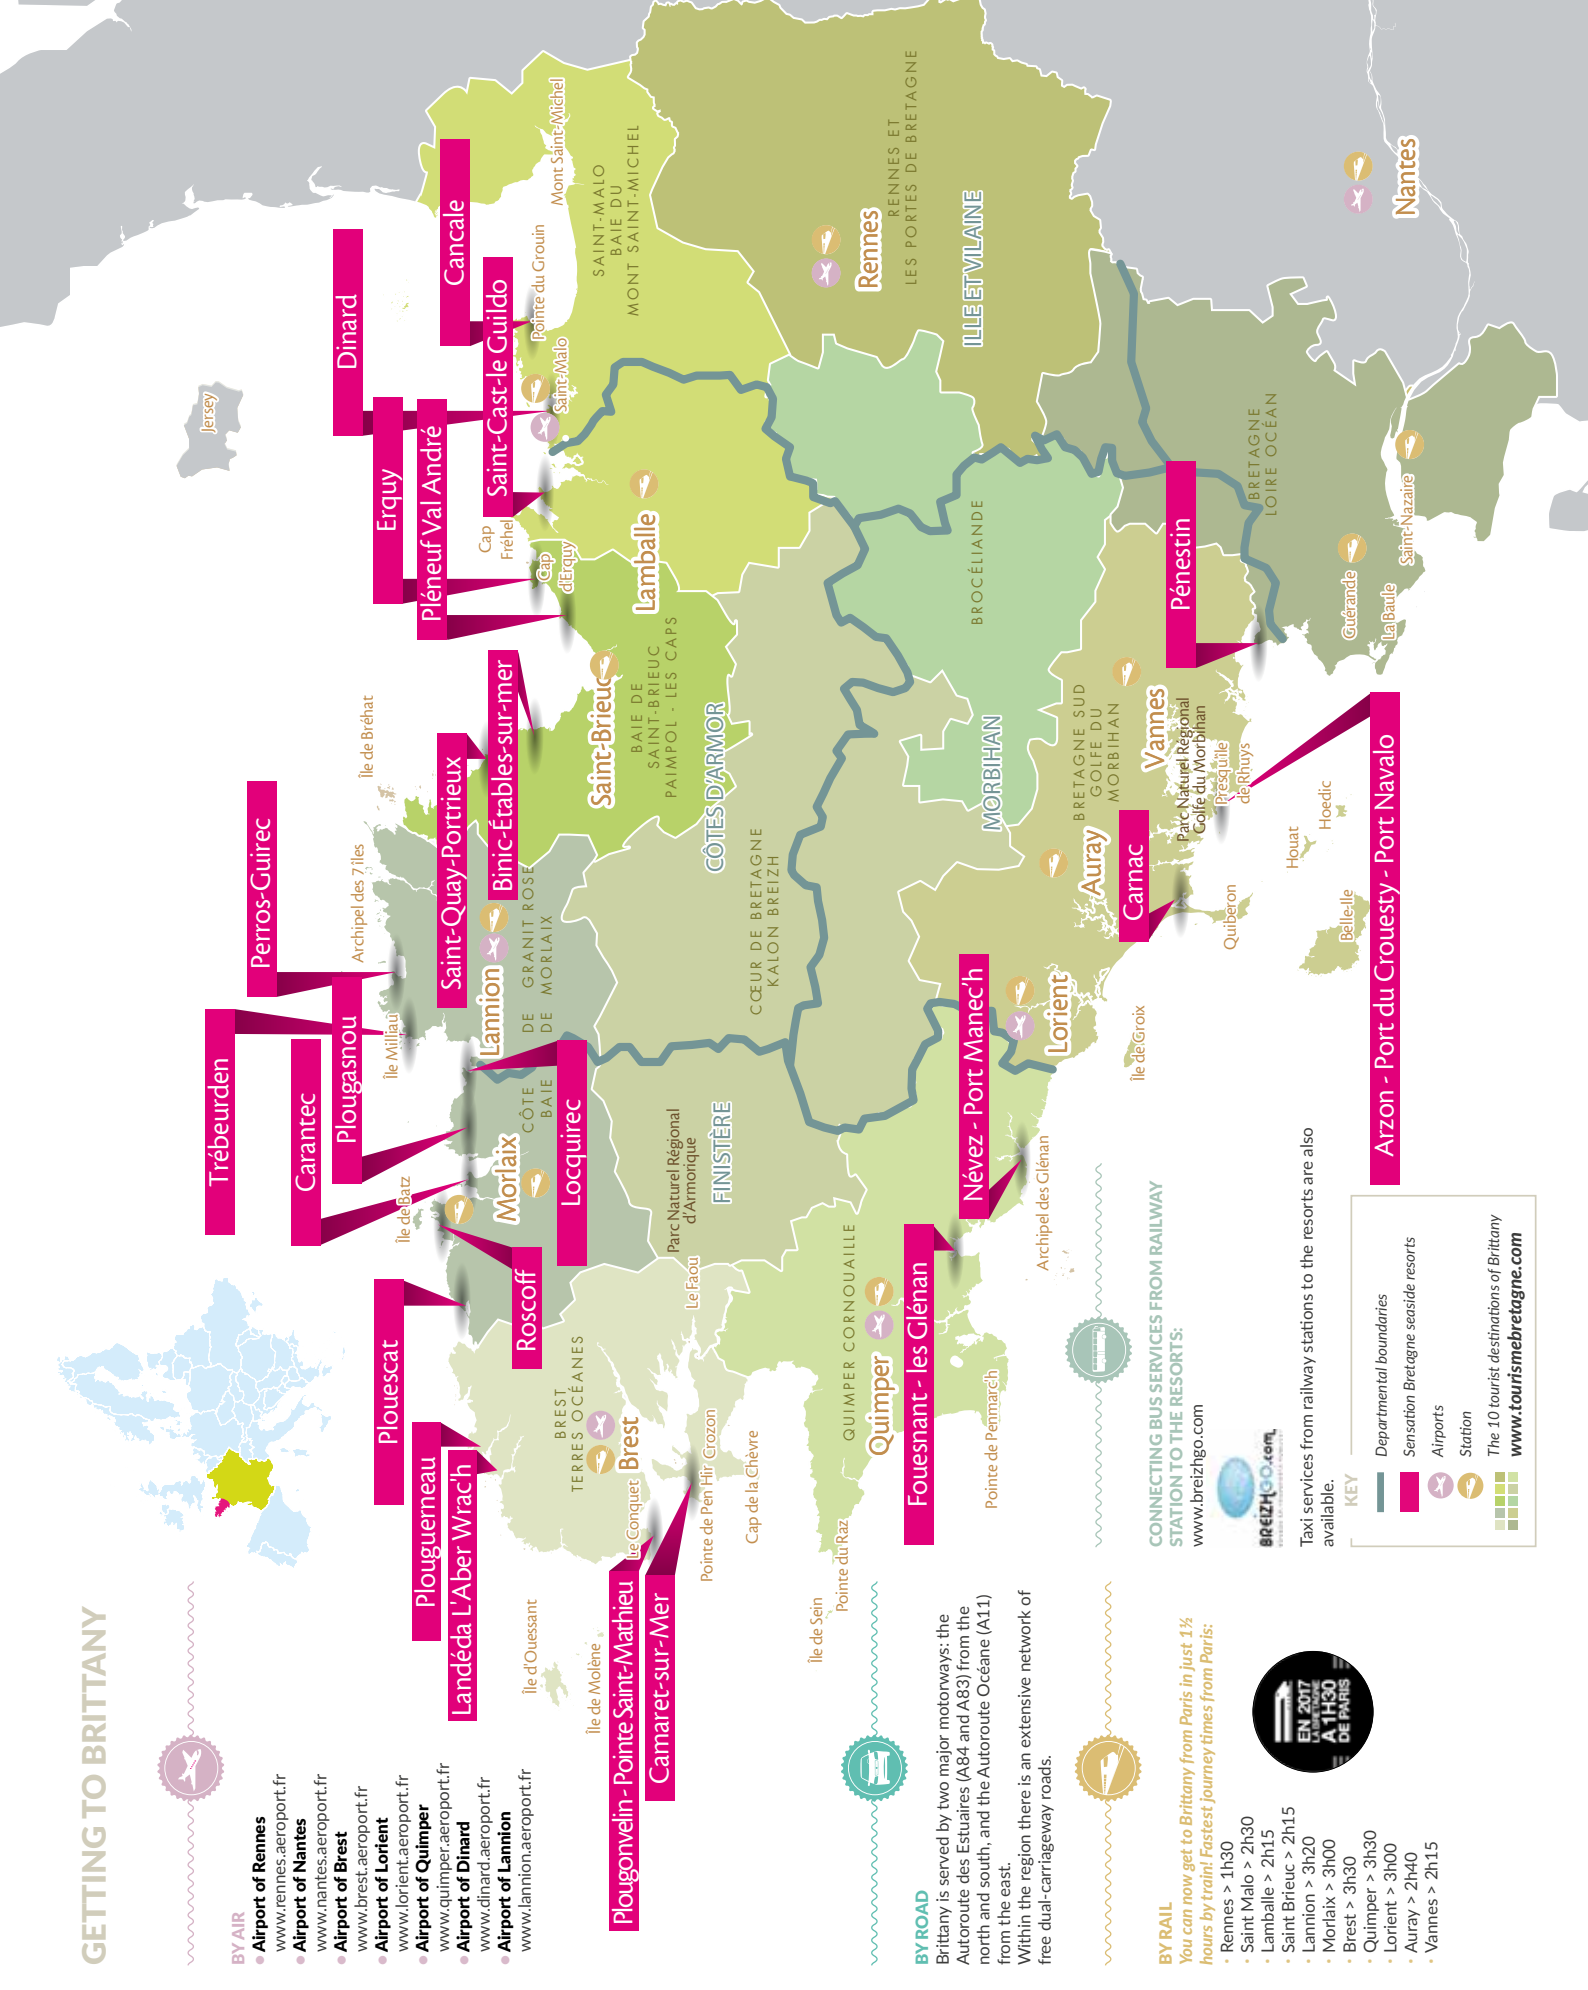 GETTING TO BRITTANY
BY AIR
• Airport of Rennes
www.rennes.aeroport.fr
• Airport of Nantes
www.nantes.aeroport.fr
• Airport of Brest
www.brest.aeroport.fr
• Airport of Lorient
www.lorient.aeroport.fr
• Airport of Quimper
www.quimper.aeroport.fr
• Airport of Dinard
www.dinard.aeroport.fr
• Airport of Lannion
www.lannion.aeroport.fr
BY ROAD
Brittany is served by two major motorways: the
Autoroute des Estuaires (A84 and A83) from the
north and south, and the Autoroute Océane (A11)
from the east.
Within the region there is an extensive network of
free dual-carriageway roads.
BY RAIL
You can now get to Brittany from Paris in just 1½
hours by train! Fastest journey times from Paris:
• Rennes > 1h30
• Saint Malo > 2h30
• Lamballe > 2h15
• Saint Brieuc > 2h15
• Lannion > 3h20
• Morlaix > 3h00
• Brest > 3h30
• Quimper > 3h30
• Lorient > 3h00
• Auray > 2h40
• Vannes > 2h15
EN 2017
LA BRETAGNE
A 1H30
DE PARIS
CONNECTING BUS SERVICES FROM RAILWAY
STATION TO THE RESORTS:
www.breizhgo.com
BREIZHGO.com
Taxi services from railway stations to the resorts are also
available.
KEY
Departmental boundaries
Sensation Bretagne seaside resorts
Airports
Station
The 10 tourist destinations of Brittany
www.tourismebretagne.com
Trébeurden
Perros-Guirec
Carantec
Plougasnou
Dinard
Plouescat
Erquy
Plouguerneau
Pléneuf Val André
Landéda L'Aber Wrac'h
Saint-Quay-Portrieux
Cancale
Saint-Cast-le Guildo
Binic-Étables-sur-mer
Roscoff
Locquirec
Plougonvelin - Pointe Saint-Mathieu
Camaret-sur-Mer
Fouesnant - les Glénan
Névez - Port Manec'h
Carnac
Pénestin
Arzon - Port du Crouesty - Port Navalo
Jersey
Île de Bréhat
Archipel des 7 îles
Île Milliau
Île de Batz
Cap
Fréhel
Cap
d'Erquy
Pointe du Grouin
Mont Saint-Michel
Saint-Malo
Lannion
Morlaix
Lamballe
Saint-Brieuc
Brest
Rennes
Quimper
Lorient
Auray
Vannes
Nantes
SAINT-MALO
BAIE DU
MONT SAINT-MICHEL
CÔTE DE GRANIT ROSE
BAIE DE MORLAIX
BREST
TERRES OCÉANES
BAIE DE
SAINT-BRIEUC
PAIMPOL - LES CAPS
CŒUR DE BRETAGNE
KALON BREIZH
RENNES ET
LES PORTES DE BRETAGNE
QUIMPER CORNOUAILLE
BROCÉLIANDE
BRETAGNE SUD
GOLFE DU
MORBIHAN
BRETAGNE
LOIRE OCÉAN
CÔTES D'ARMOR
FINISTÈRE
ILLE ET VILAINE
MORBIHAN
Parc Naturel Régional
d'Armorique
Parc Naturel Régional
Golfe du Morbihan
Île d'Ouessant
Île de Molène
Le Conquet
Le Faou
Pointe de Pen Hir
Crozon
Cap de la Chèvre
Île de Sein
Pointe du Raz
Pointe de Penmarc'h
Archipel des Glénan
Île de Groix
Quiberon
Belle-Ile
Houat
Hoedic
Presqu'île
de Rhuys
Guérande
La Baule
Saint-Nazaire